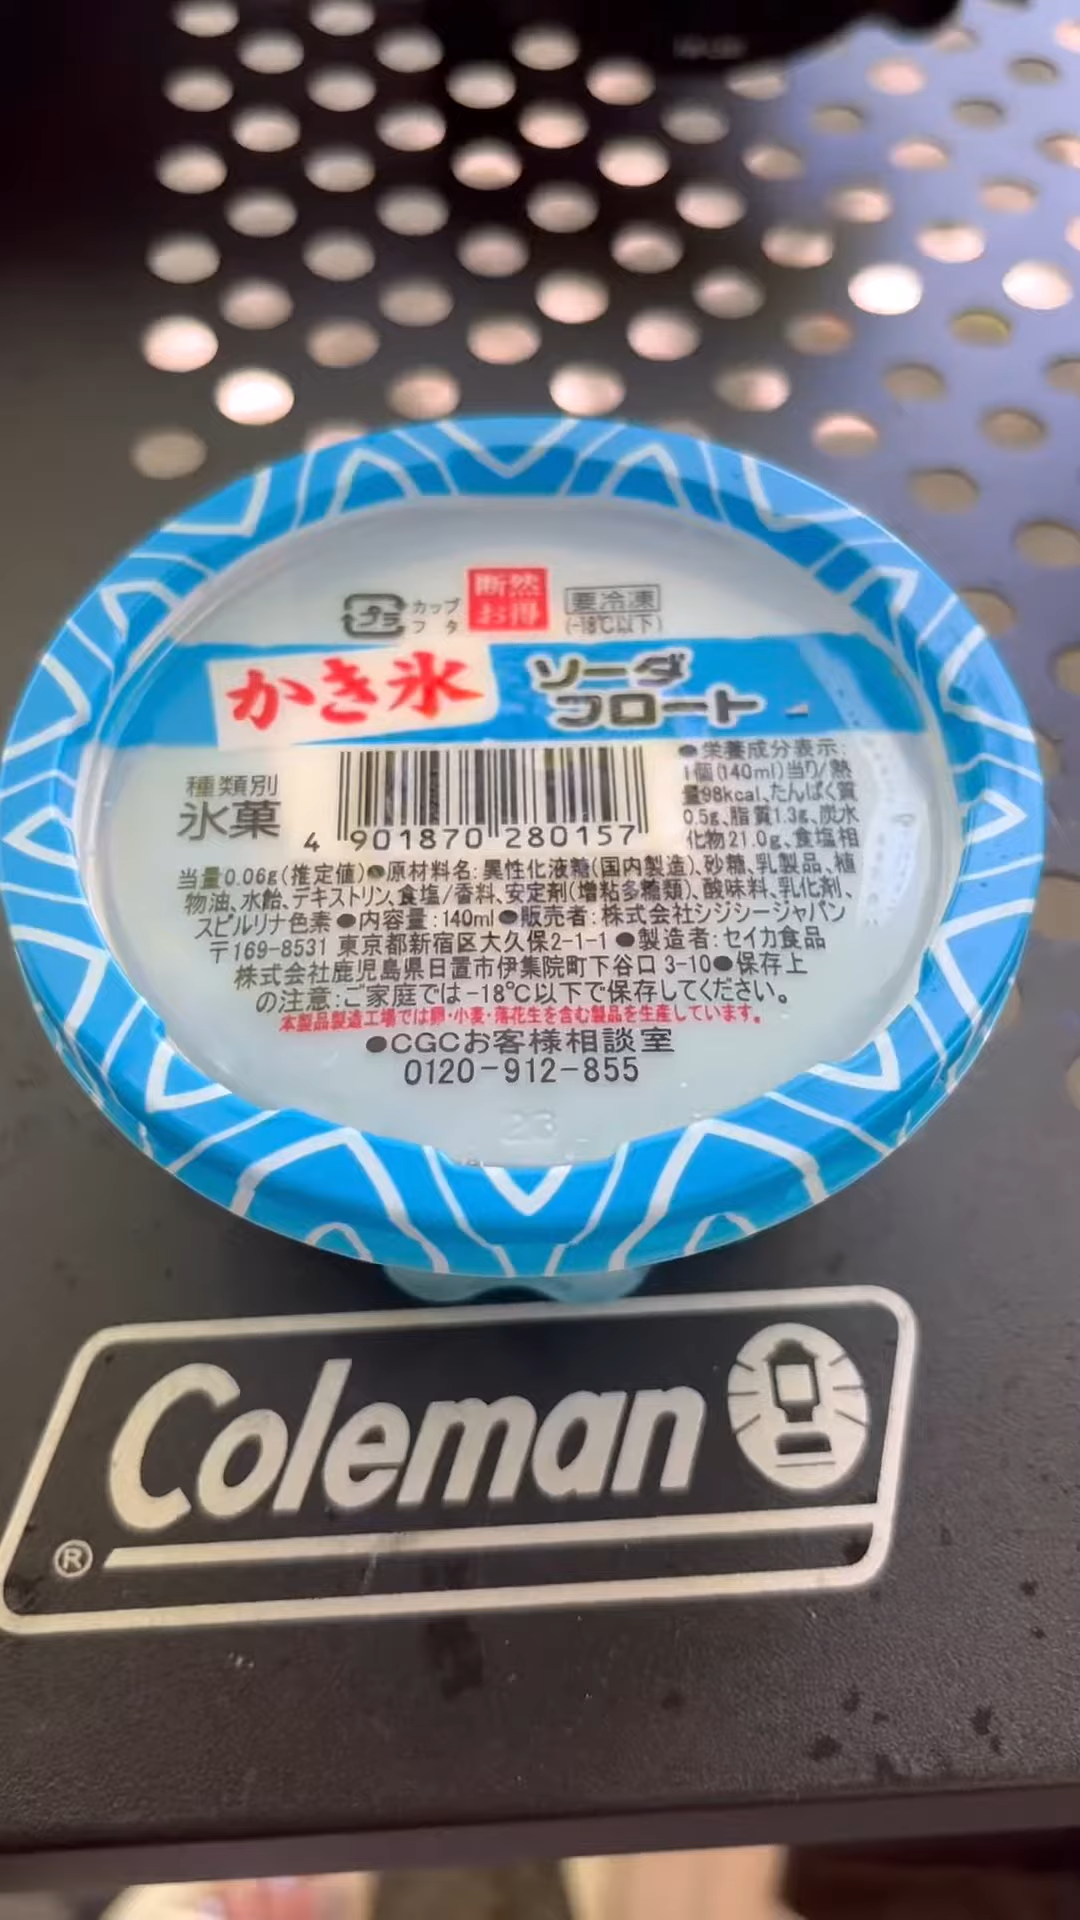 プラ カップ フタ
断然お得
要冷凍
(-18℃以下)
かき氷 ソーダフロート
種類別
氷菓
4 901870 280157
●栄養成分表示:
1個(140ml)当り/熱
量98kcal、たんぱく質
0.5g、脂質1.3g、炭水
化物21.0g、食塩相
当量0.06g(推定値)●原材料名:異性化液糖(国内製造)、砂糖、乳製品、植
物油、水飴、デキストリン、食塩/香料、安定剤(増粘多糖類)、酸味料、乳化剤、
スピルリナ色素●内容量:140ml●販売者:株式会社シジシージャパン
〒169-8531 東京都新宿区大久保2-1-1●製造者:セイカ食品
株式会社鹿児島県日置市伊集院町下谷口3-10●保存上
の注意:ご家庭では-18℃以下で保存してください。
本製品製造工場では卵・小麦・落花生を含む製品を生産しています。
●CGCお客様相談室
0120-912-855
23
Coleman
®